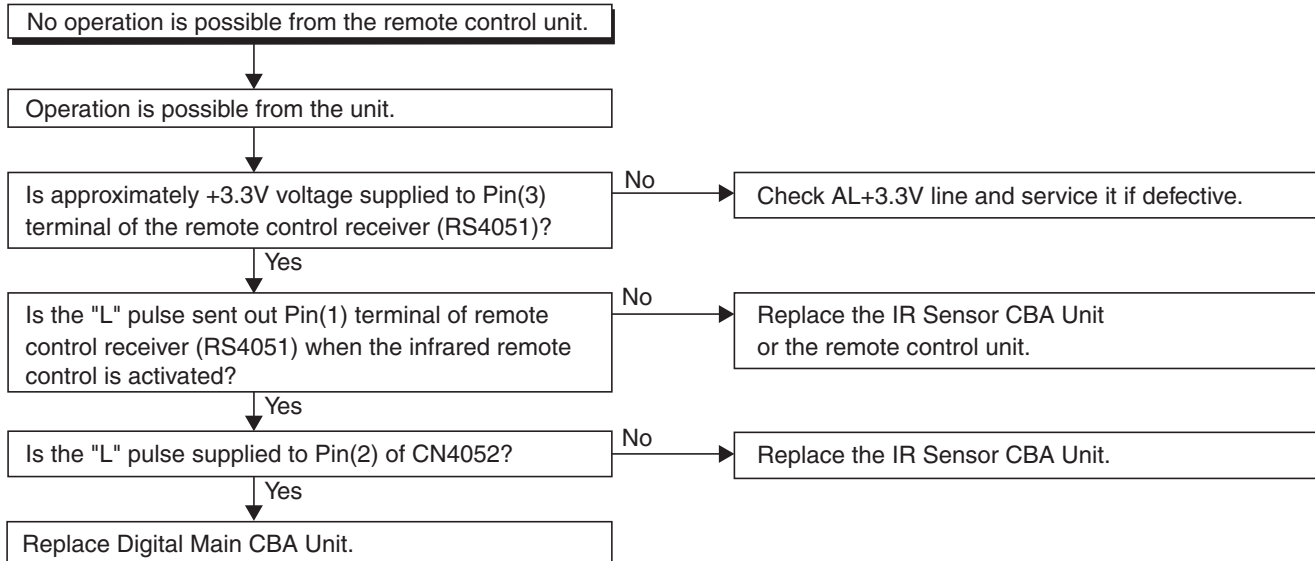 No operation is possible from the remote control unit.
Operation is possible from the unit.
Is approximately +3.3V voltage supplied to Pin(3)
terminal of the remote control receiver (RS4051)?
No
Check AL+3.3V line and service it if defective.
Yes
Is the "L" pulse sent out Pin(1) terminal of remote
control receiver (RS4051) when the infrared remote
control is activated?
No
Replace the IR Sensor CBA Unit
or the remote control unit.
Yes
Is the "L" pulse supplied to Pin(2) of CN4052?
No
Replace the IR Sensor CBA Unit.
Yes
Replace Digital Main CBA Unit.